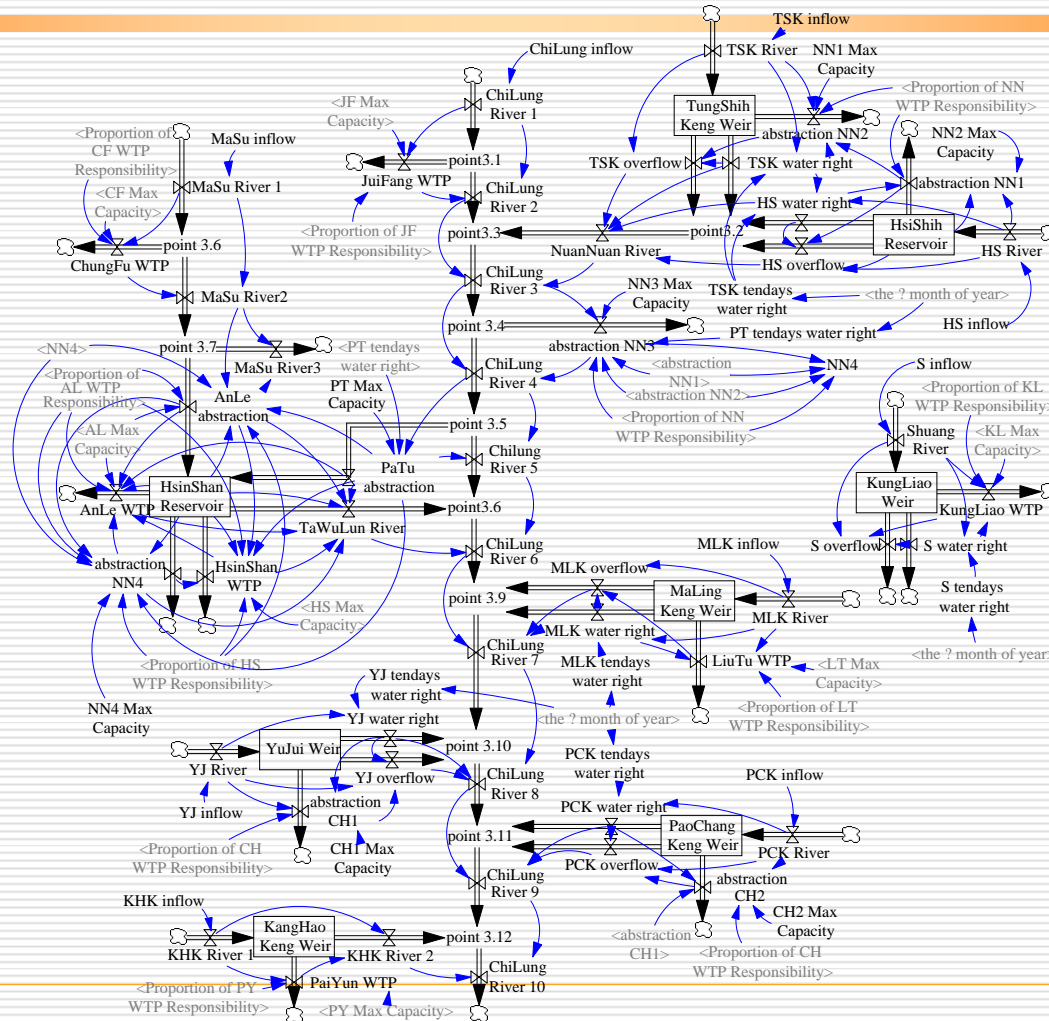 TSK inflow
ChiLung inflow
TSK River
NN1 Max
Capacity
<JF Max
Capacity>
ChiLung
River 1
TungShih
Keng Weir
<Proportion of NN
WTP Responsibility>
abstraction NN2
<Proportion of
CF WTP
Responsibility>
MaSu inflow
NN2 Max
Capacity
point3.1
JuiFang WTP
TSK overflow
TSK water right
abstraction NN1
MaSu River 1
<CF Max
Capacity>
ChiLung
River 2
HS water right
<Proportion of JF
WTP Responsibility>
point3.3
point3.2
HsiShih
Reservoir
point 3.6
ChungFu WTP
NuanNuan River
HS overflow
HS River
ChiLung
River 3
NN3 Max
Capacity
TSK tendays
water right
<the ? month of year>
MaSu River2
HS inflow
point 3.4
PT tendays water right
point 3.7
abstraction NN3
<NN4>
MaSu River3
<PT tendays
water right>
ChiLung
River 4
<abstraction
NN1>
NN4
S inflow
<Proportion of
AL WTP
Responsibility>
AnLe
abstraction
PT Max
Capacity
<abstraction NN2>
<Proportion of KL
WTP Responsibility>
<Proportion of NN
WTP Responsibility>
<AL Max
Capacity>
point 3.5
Shuang
River
<KL Max
Capacity>
PaTu
abstraction
Chilung
River 5
HsinShan
Reservoir
KungLiao
Weir
AnLe WTP
point3.6
KungLiao WTP
TaWuLun River
abstraction
NN4
HsinShan
WTP
ChiLung
River 6
MLK inflow
S overflow
S water right
MLK overflow
S tendays
water right
point 3.9
MaLing
Keng Weir
<HS Max
Capacity>
MLK River
MLK water right
<the ? month of year>
ChiLung
River 7
<Proportion of HS
WTP Responsibility>
MLK tendays
water right
LiuTu WTP
<LT Max
Capacity>
YJ tendays
water right
NN4 Max
Capacity
<Proportion of LT
WTP Responsibility>
YJ water right
<the ? month of year>
YuJui Weir
point 3.10
PCK tendays
water right
YJ River
YJ overflow
PCK inflow
ChiLung
River 8
YJ inflow
abstraction
CH1
PCK water right
point 3.11
PaoChang
Keng Weir
<Proportion of CH
WTP Responsibility>
CH1 Max
Capacity
PCK River
PCK overflow
ChiLung
River 9
abstraction
CH2
KHK inflow
CH2 Max
Capacity
KangHao
Keng Weir
point 3.12
<abstraction
CH1>
<Proportion of CH
WTP Responsibility>
KHK River 1
KHK River 2
<Proportion of PY
WTP Responsibility>
PaiYun WTP
ChiLung
River 10
<PY Max Capacity>